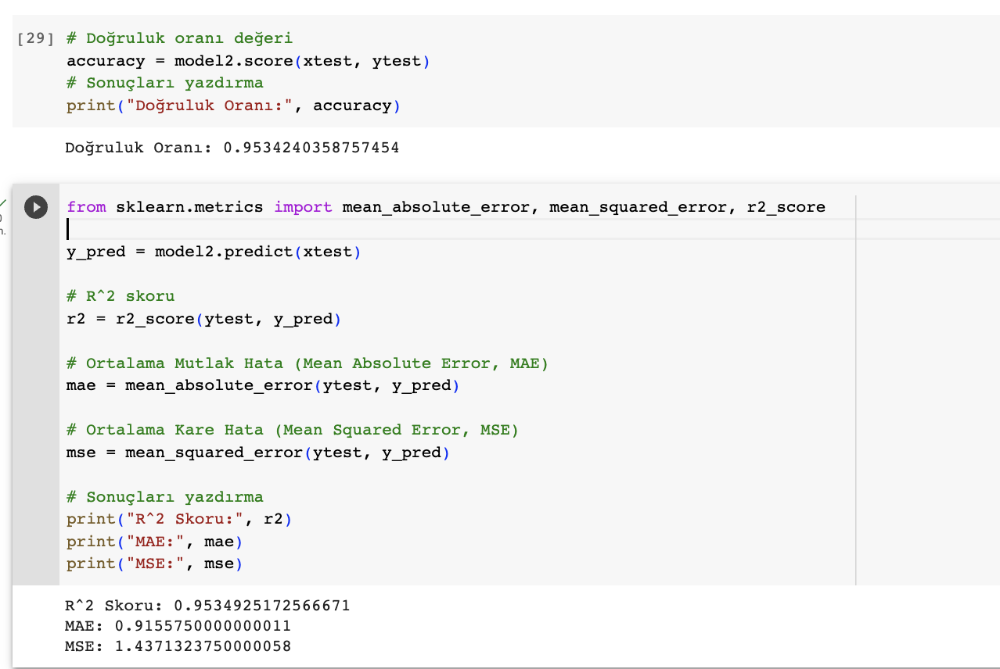 [29] # Doğruluk oranı değeri
accuracy = model2.score(xtest, ytest)
# Sonuçları yazdırma
print("Doğruluk Oranı:", accuracy)
Doğruluk Oranı: 0.9534240358757454
from sklearn.metrics import mean_absolute_error, mean_squared_error, r2_score
y_pred = model2.predict(xtest)
# R^2 skoru
r2 = r2_score(ytest, y_pred)
# Ortalama Mutlak Hata (Mean Absolute Error, MAE)
mae = mean_absolute_error(ytest, y_pred)
# Ortalama Kare Hata (Mean Squared Error, MSE)
mse = mean_squared_error(ytest, y_pred)
# Sonuçları yazdırma
print("R^2 Skoru:", r2)
print("MAE:", mae)
print("MSE:", mse)
R^2 Skoru: 0.9534925172566671
MAE: 0.9155750000000011
MSE: 1.4371323750000058